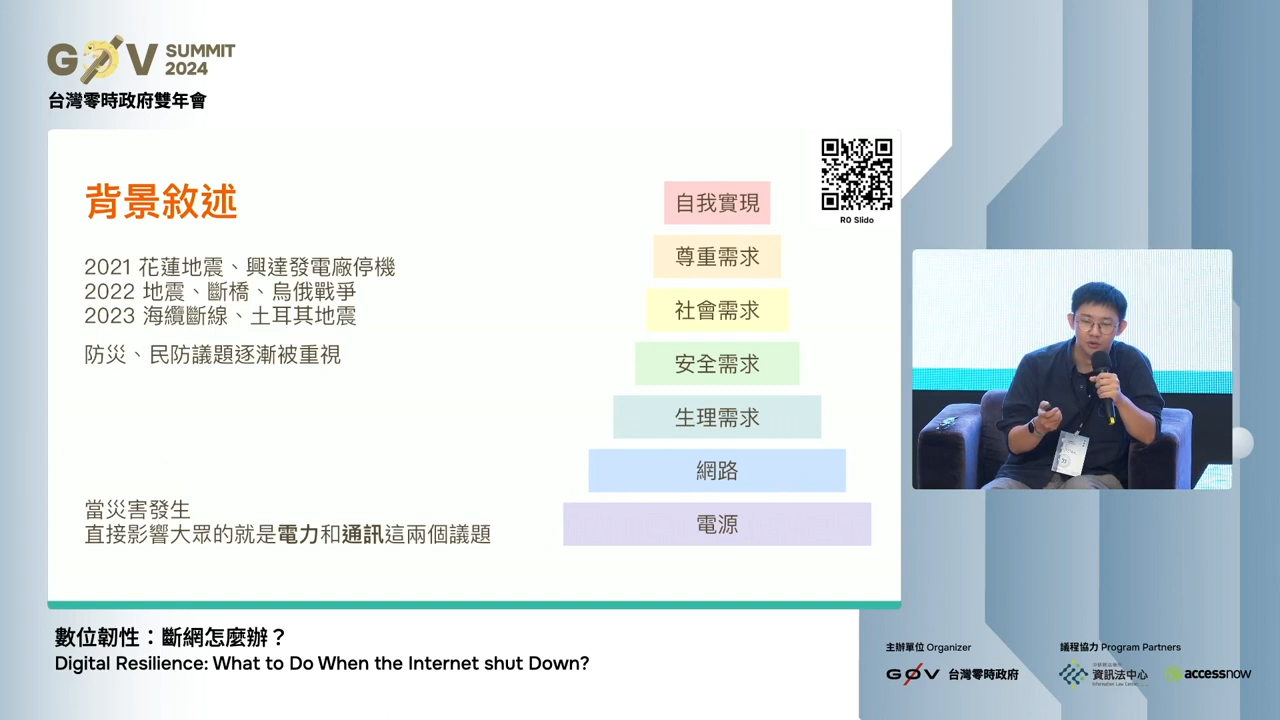 G0V SUMMIT 2024
台灣零時政府雙年會
背景敘述
2021 花蓮地震、興達發電廠停機
2022 地震、斷橋、烏俄戰爭
2023 海纜斷線、土耳其地震
防災、民防議題逐漸被重視
當災害發生
直接影響大眾的就是電力和通訊這兩個議題
R0 Slido
自我實現
尊重需求
社會需求
安全需求
生理需求
網路
電源
數位韌性：斷網怎麼辦？
Digital Resilience: What to Do When the Internet shut Down?
主辦單位 Organizer
G0V 台灣零時政府
議程協力 Program Partners
資訊法中心
Information Law Center
accessnow